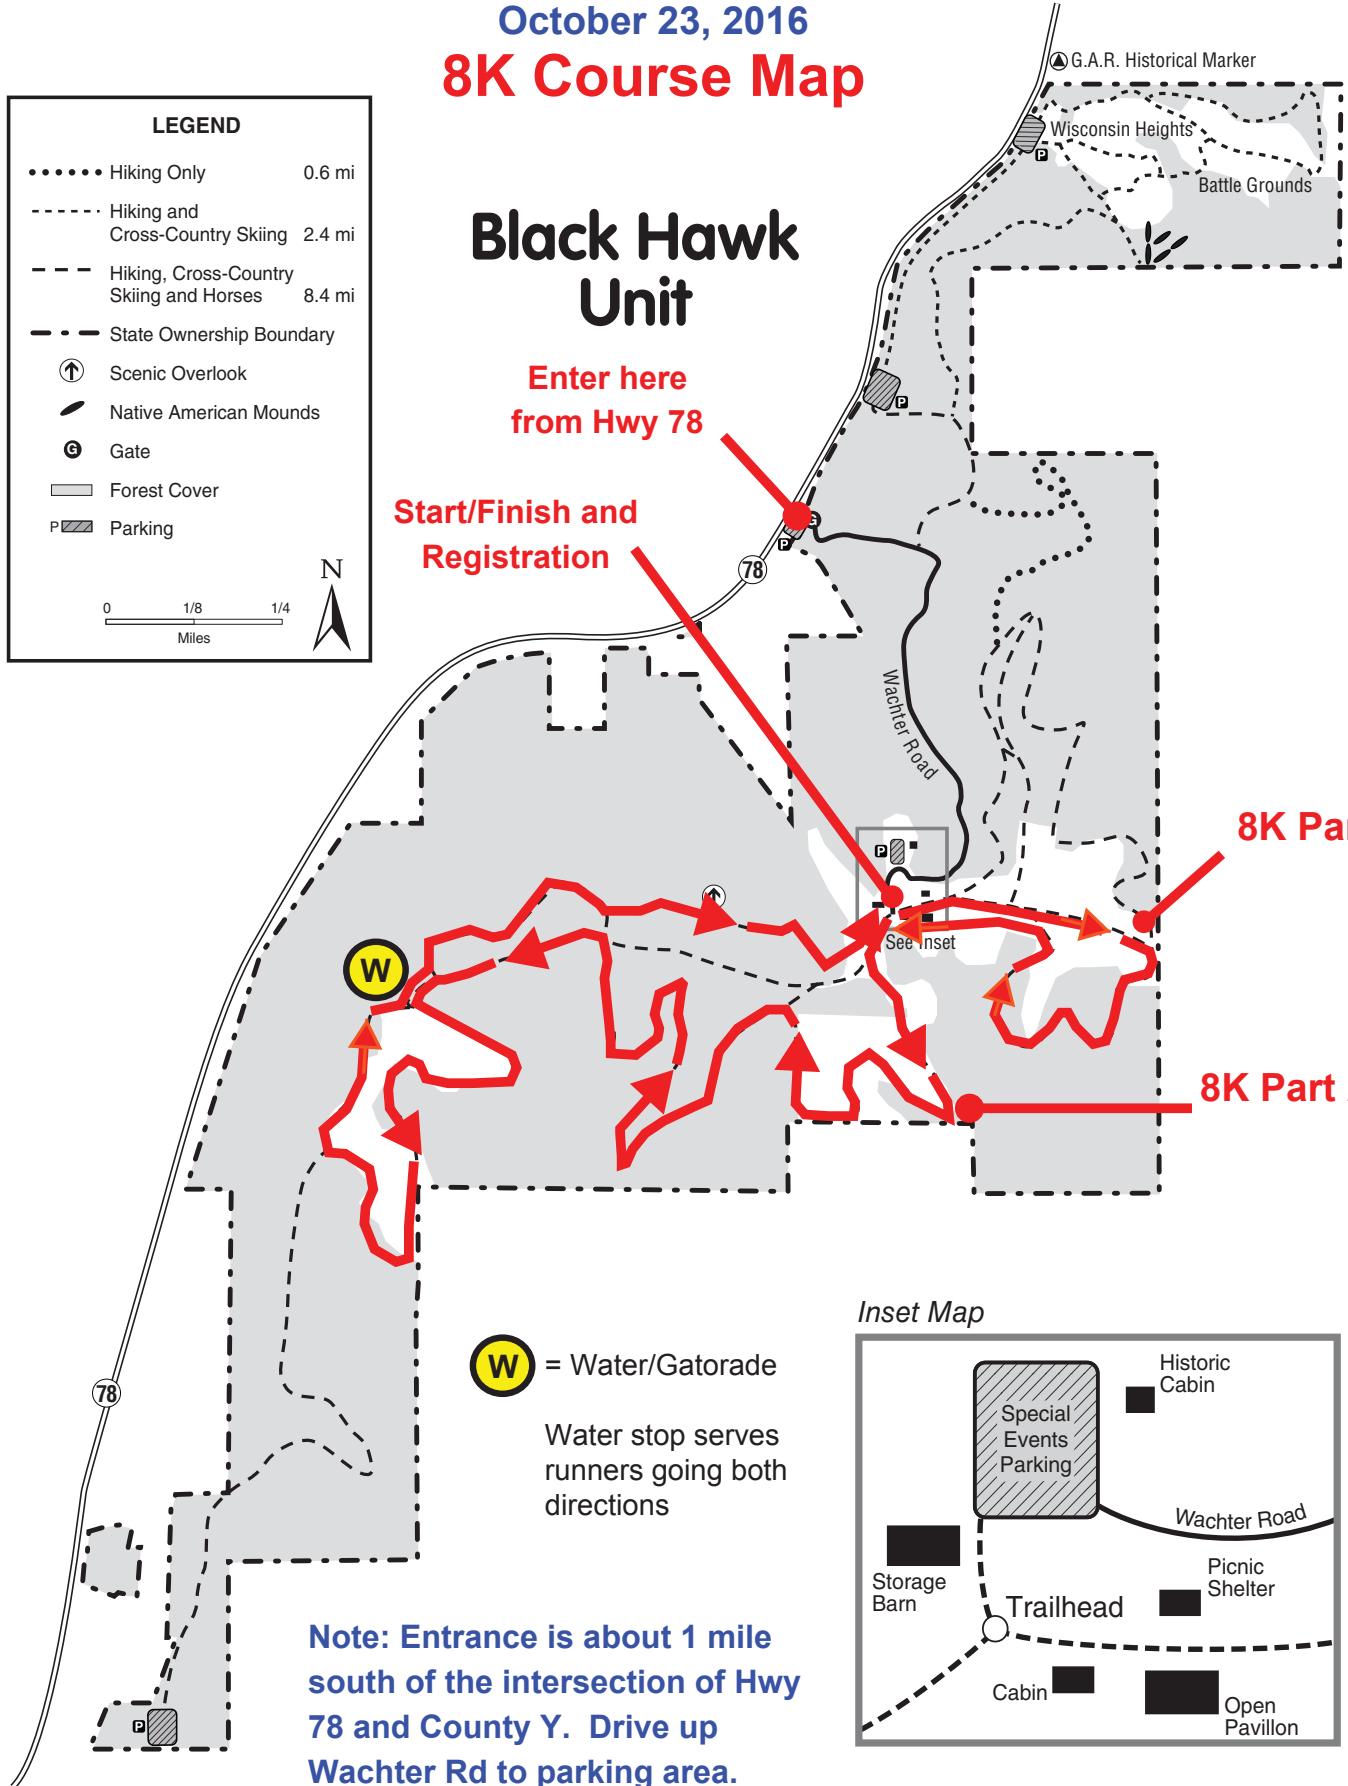 October 23, 2016
8K Course Map
G.A.R. Historical Marker
Wisconsin Heights
P
Battle Grounds
LEGEND
Hiking Only 0.6 mi
Hiking and
Cross-Country Skiing 2.4 mi
Hiking, Cross-Country
Skiing and Horses 8.4 mi
State Ownership Boundary
Scenic Overlook
Native American Mounds
G Gate
Forest Cover
P Parking
N
0 1/8 1/4
Miles
Black Hawk
Unit
Enter here
from Hwy 78
P
Start/Finish and
Registration
G
P
78
Wachter Road
8K Par
P
See Inset
W
8K Part
Inset Map
W = Water/Gatorade
Water stop serves
runners going both
directions
78
Historic
Cabin
Special
Events
Parking
Wachter Road
Storage
Barn
Picnic
Shelter
Trailhead
Cabin
Open
Pavillon
P
Note: Entrance is about 1 mile
south of the intersection of Hwy
78 and County Y. Drive up
Wachter Rd to parking area.